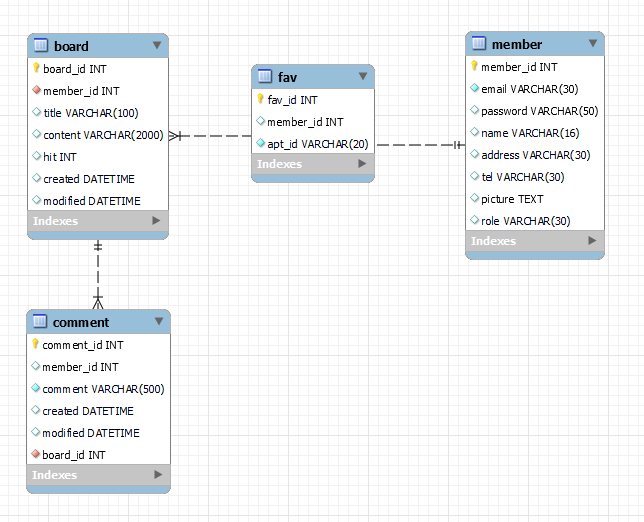 board
board_id INT
member_id INT
title VARCHAR(100)
content VARCHAR(2000)
hit INT
created DATETIME
modified DATETIME
Indexes
fav
fav_id INT
member_id INT
apt_id VARCHAR(20)
Indexes
member
member_id INT
email VARCHAR(30)
password VARCHAR(50)
name VARCHAR(16)
address VARCHAR(30)
tel VARCHAR(30)
picture TEXT
role VARCHAR(30)
Indexes
comment
comment_id INT
member_id INT
comment VARCHAR(500)
created DATETIME
modified DATETIME
board_id INT
Indexes